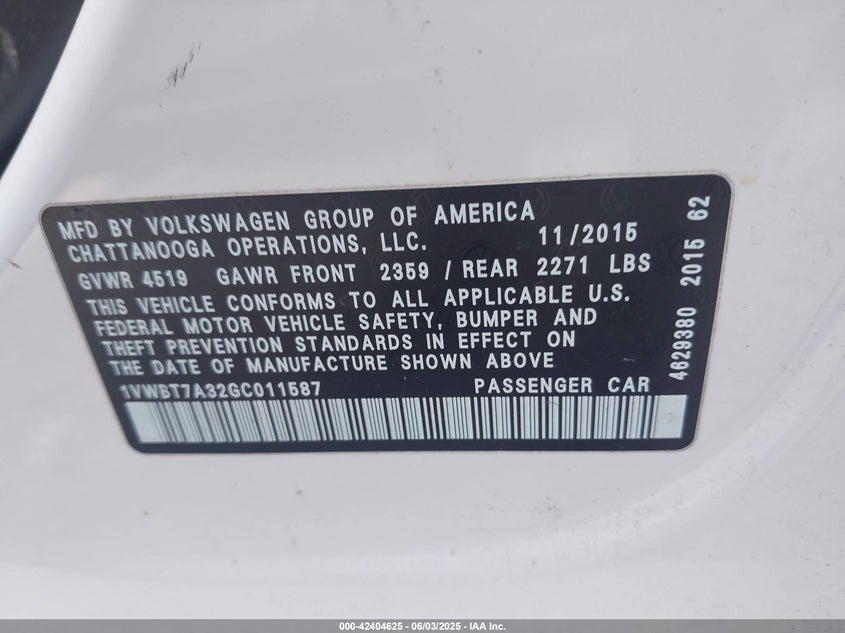 MFD BY VOLKSWAGEN GROUP OF AMERICA
CHATTANOOGA OPERATIONS, LLC. 11/2015
GVWR 4519 GAWR FRONT 2359 / REAR 2271 LBS
THIS VEHICLE CONFORMS TO ALL APPLICABLE U.S.
FEDERAL MOTOR VEHICLE SAFETY, BUMPER AND
THEFT PREVENTION STANDARDS IN EFFECT ON
THE DATE OF MANUFACTURE SHOWN ABOVE
1VWBT7A32GC011587 PASSENGER CAR
4629380 2015 62
000-42404625 - 06/03/2025 - IAA Inc.